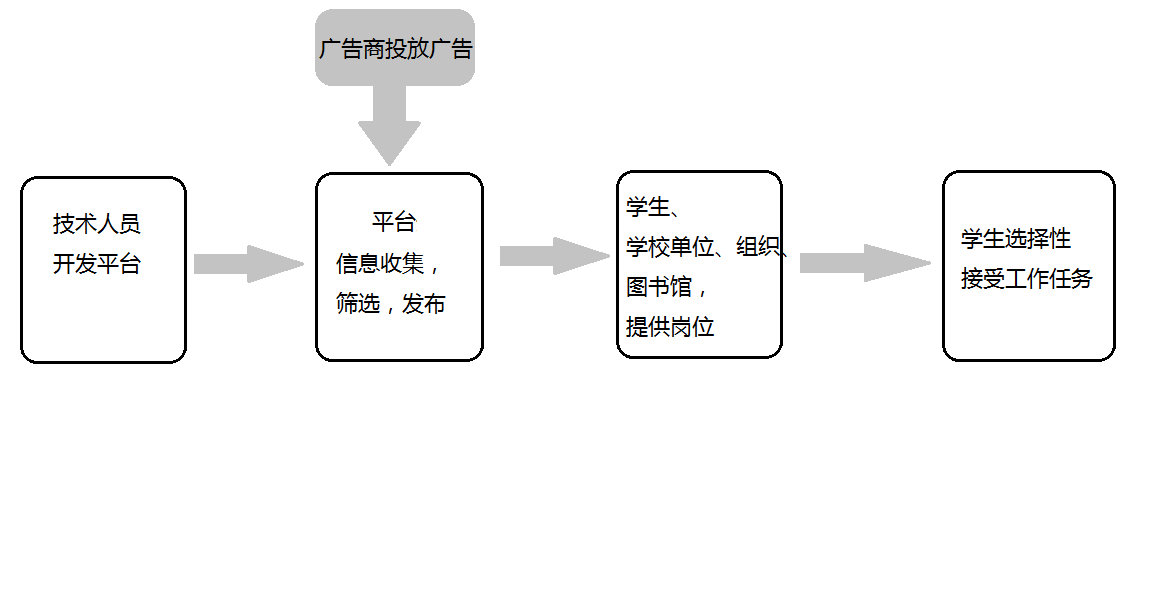 广告商投放广告
技术人员
开发平台
平台
信息收集，
筛选，发布
学生、
学校单位、组织、
图书馆，
提供岗位
学生选择性
接受工作任务